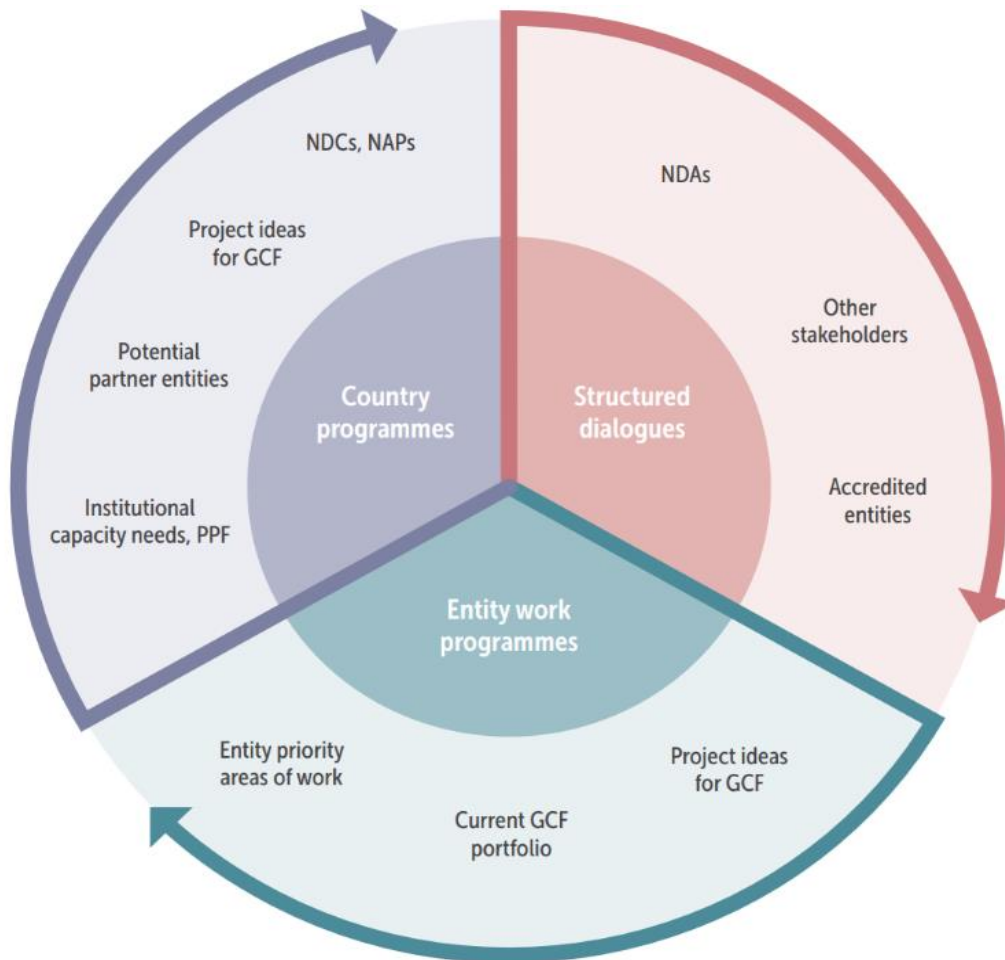 NDCs, NAPs
Project ideas
for GCF
Potential
partner entities
Institutional
capacity needs, PPF
Country
programmes
Structured
dialogues
NDAs
Other
stakeholders
Accredited
entities
Entity work
programmes
Entity priority
areas of work
Current GCF
portfolio
Project ideas
for GCF